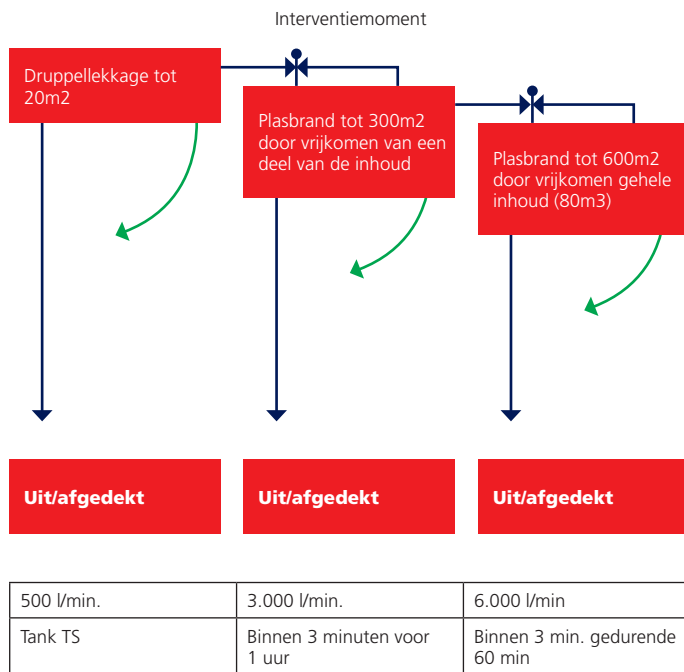 Interventiemoment
Druppellekkage tot
20m2
Plasbrand tot 300m2
door vrijkomen van een
deel van de inhoud
Plasbrand tot 600m2
door vrijkomen gehele
inhoud (80m3)
Uit/afgedekt
Uit/afgedekt
Uit/afgedekt
500 l/min.
3.000 l/min.
6.000 l/min
Tank TS
Binnen 3 minuten voor
1 uur
Binnen 3 min. gedurende
60 min